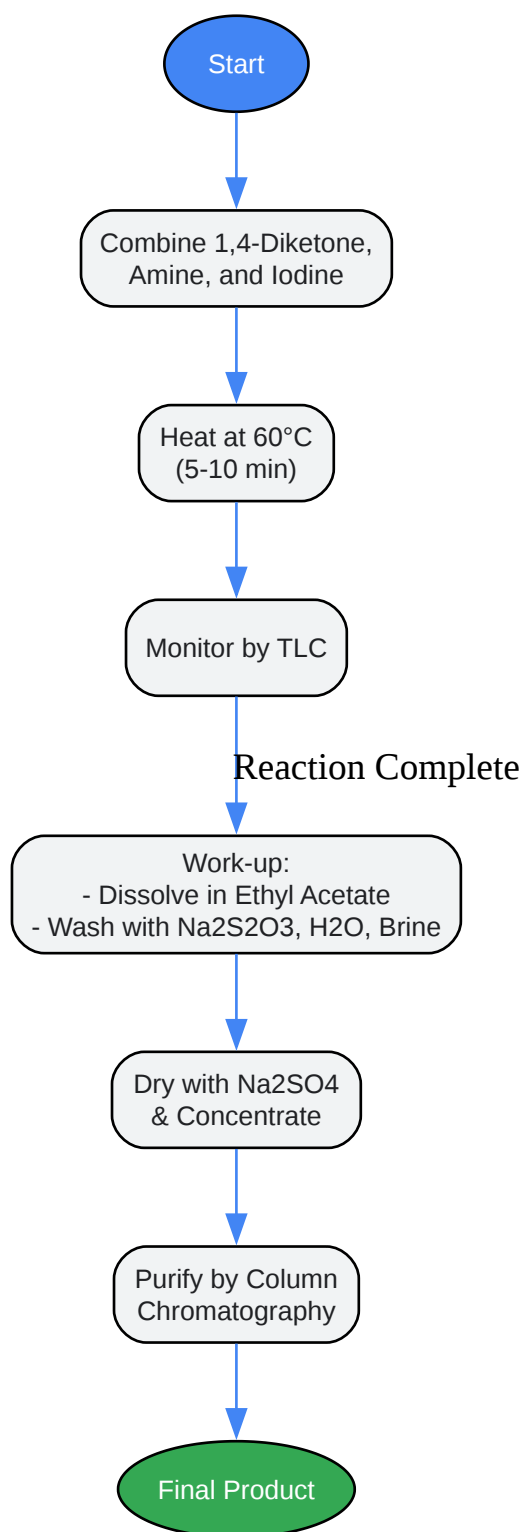 Start
Combine 1,4-Diketone,
Amine, and Iodine
Heat at 60°C
(5-10 min)
Monitor by TLC
Reaction Complete
Work-up:
- Dissolve in Ethyl Acetate
- Wash with Na2S2O3, H2O, Brine
Dry with Na2SO4
& Concentrate
Purify by Column
Chromatography
Final Product